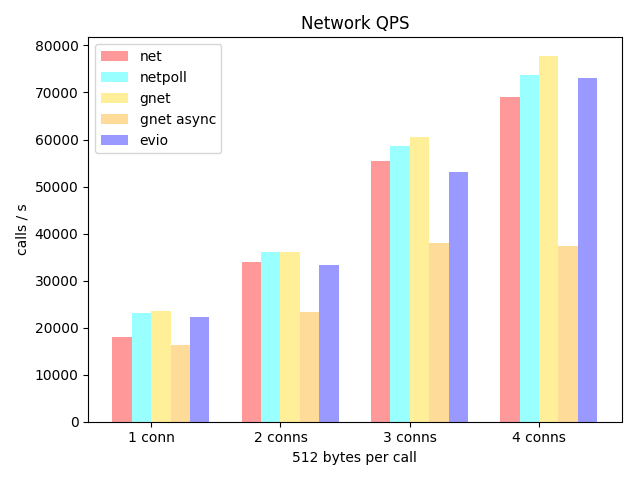 Network QPS
80000
70000
60000
50000
40000
30000
20000
10000
0
calls / s
net
netpoll
gnet
gnet async
evio
1 conn
2 conns
3 conns
4 conns
512 bytes per call